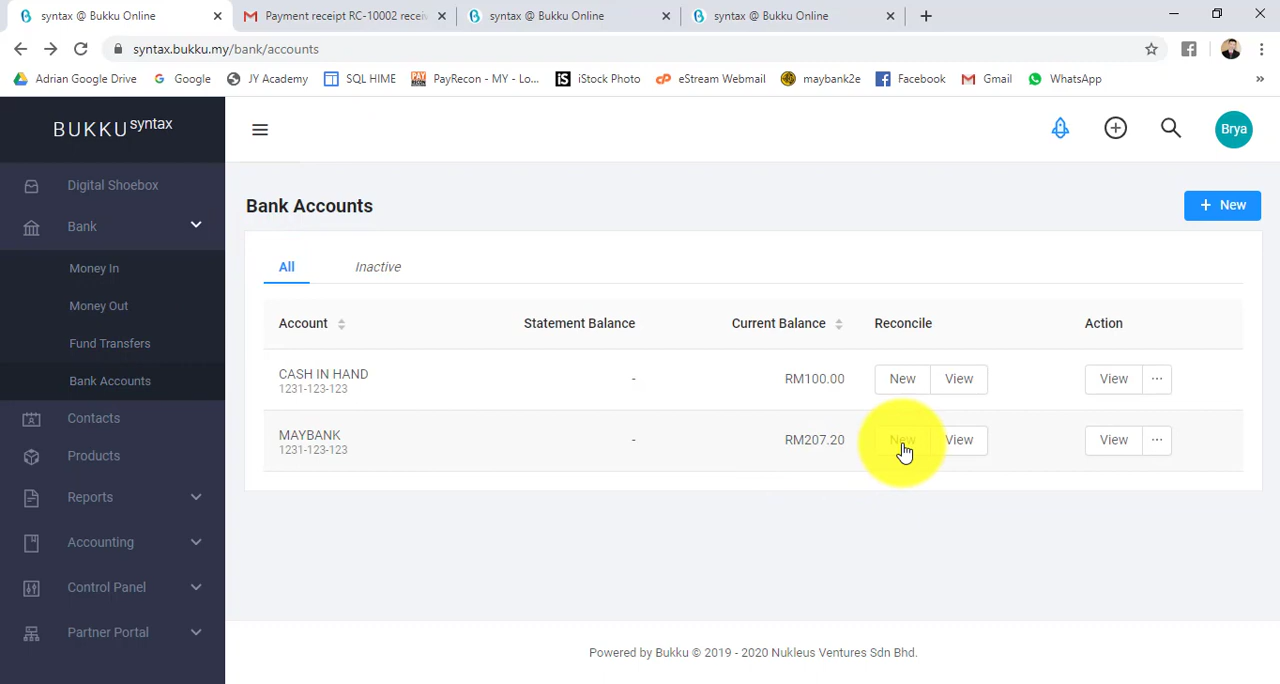 syntax @ Bukku Online
Payment receipt RC-10002 recei
syntax @ Bukku Online
syntax @ Bukku Online
syntax.bukku.my/bank/accounts
Adrian Google Drive
Google
JY Academy
SQL HIME
PayRecon - MY - Lo...
iStock Photo
eStream Webmail
maybank2e
Facebook
Gmail
WhatsApp
BUKKU syntax
Brya
Digital Shoebox
Bank
Money In
Money Out
Fund Transfers
Bank Accounts
Contacts
Products
Reports
Accounting
Control Panel
Partner Portal
Bank Accounts
+ New
All
Inactive
Account
Statement Balance
Current Balance
Reconcile
Action
CASH IN HAND
1231-123-123
-
RM100.00
New
View
View
...
MAYBANK
1231-123-123
-
RM207.20
New
View
View
...
Powered by Bukku © 2019 - 2020 Nukleus Ventures Sdn Bhd.